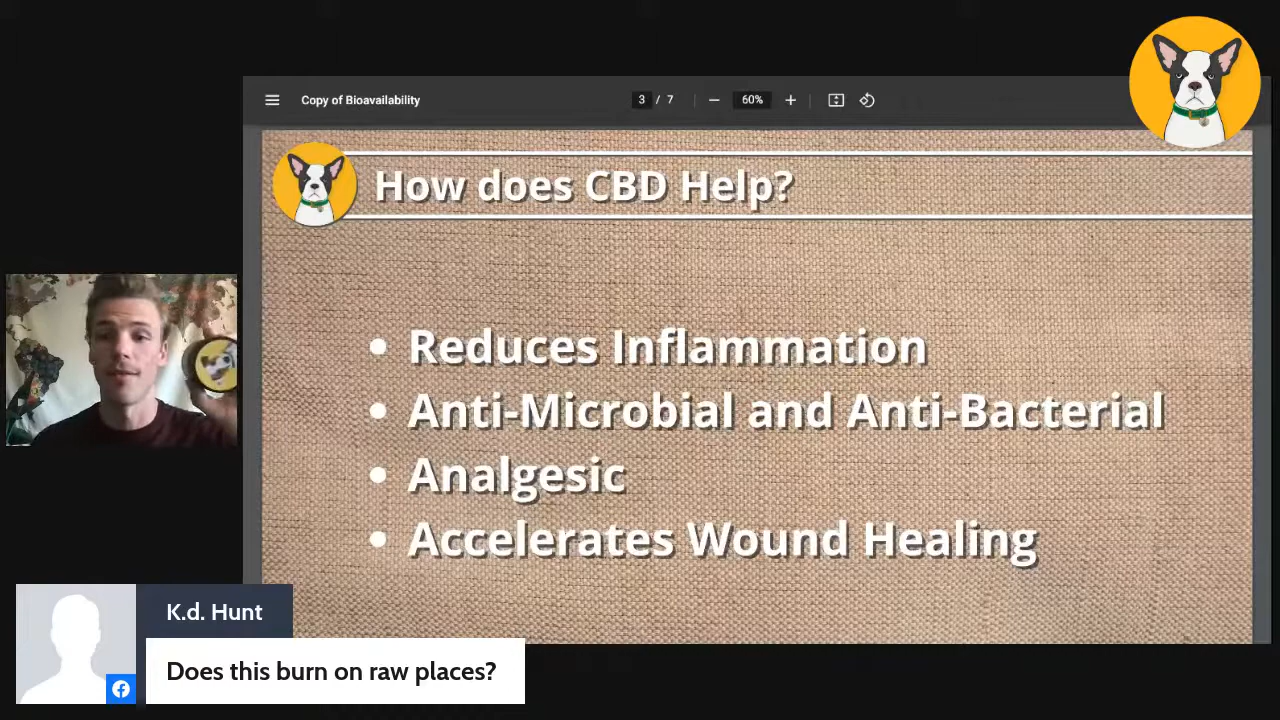 Copy of Bioavailability
3 / 7
60%
How does CBD Help?
• Reduces Inflammation
• Anti-Microbial and Anti-Bacterial
• Analgesic
• Accelerates Wound Healing
K.d. Hunt
Does this burn on raw places?